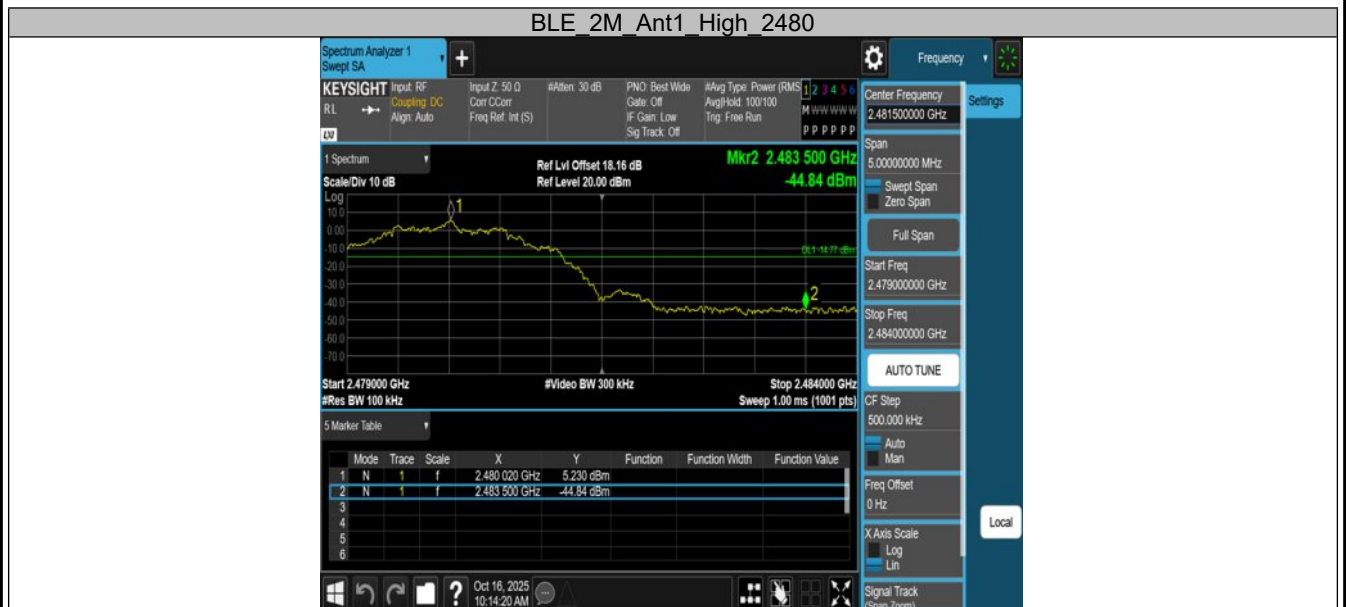 BLE_2M_Ant1_High_2480
Spectrum Analyzer 1
Swept SA
+
Frequency
KEYSIGHT
RL
LXI
Input: RF
Coupling: DC
Align: Auto
Input Z: 50 Ω
Corr CCorr
Freq Ref: Int (S)
#Atten: 30 dB
PNO: Best Wide
Gate: Off
IF Gain: Low
Sig Track: Off
#Avg Type: Power (RMS
Avg|Hold: 100/100
Trig: Free Run
1 2 3 4 5 6
M W W W W W
P P P P P P
1 Spectrum
Scale/Div 10 dB
Ref Lvl Offset 18.16 dB
Ref Level 20.00 dBm
Mkr2 2.483 500 GHz
-44.84 dBm
Log
10.0
0.00
-10.0
-20.0
-30.0
-40.0
-50.0
-60.0
-70.0
1
DL1 -14.77 dBm
2
Start 2.479000 GHz
#Res BW 100 kHz
#Video BW 300 kHz
Stop 2.484000 GHz
Sweep 1.00 ms (1001 pts)
5 Marker Table
Mode Trace Scale X Y Function Function Width Function Value
1 N 1 f 2.480 020 GHz 5.230 dBm
2 N 1 f 2.483 500 GHz -44.84 dBm
3
4
5
6
?
Oct 16, 2025
10:14:20 AM
Center Frequency
2.481500000 GHz
Settings
Span
5.00000000 MHz
Swept Span
Zero Span
Full Span
Start Freq
2.479000000 GHz
Stop Freq
2.484000000 GHz
AUTO TUNE
CF Step
500.000 kHz
Auto
Man
Freq Offset
0 Hz
Local
X Axis Scale
Log
Lin
Signal Track
(Span Zoom)